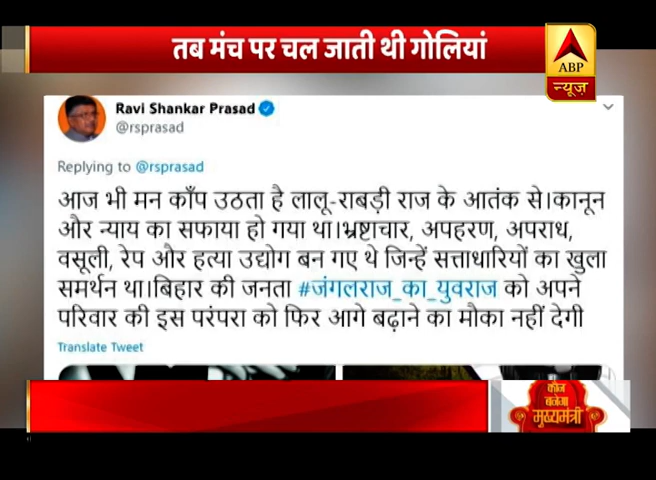 तब मंच पर चल जाती थी गोलियां
ABP
न्यूज़
Ravi Shankar Prasad
@rsprasad
Replying to @rsprasad
आज भी मन काँप उठता है लालू-राबड़ी राज के आतंक से।कानून
और न्याय का सफाया हो गया था।भ्रष्टाचार, अपहरण, अपराध,
वसूली, रेप और हत्या उद्योग बन गए थे जिन्हें सत्ताधारियों का खुला
समर्थन था।बिहार की जनता #जंगलराज_का_युवराज को अपने
परिवार की इस परंपरा को फिर आगे बढ़ाने का मौका नहीं देगी
Translate Tweet
कौन
बनेगा
मुख्यमंत्री